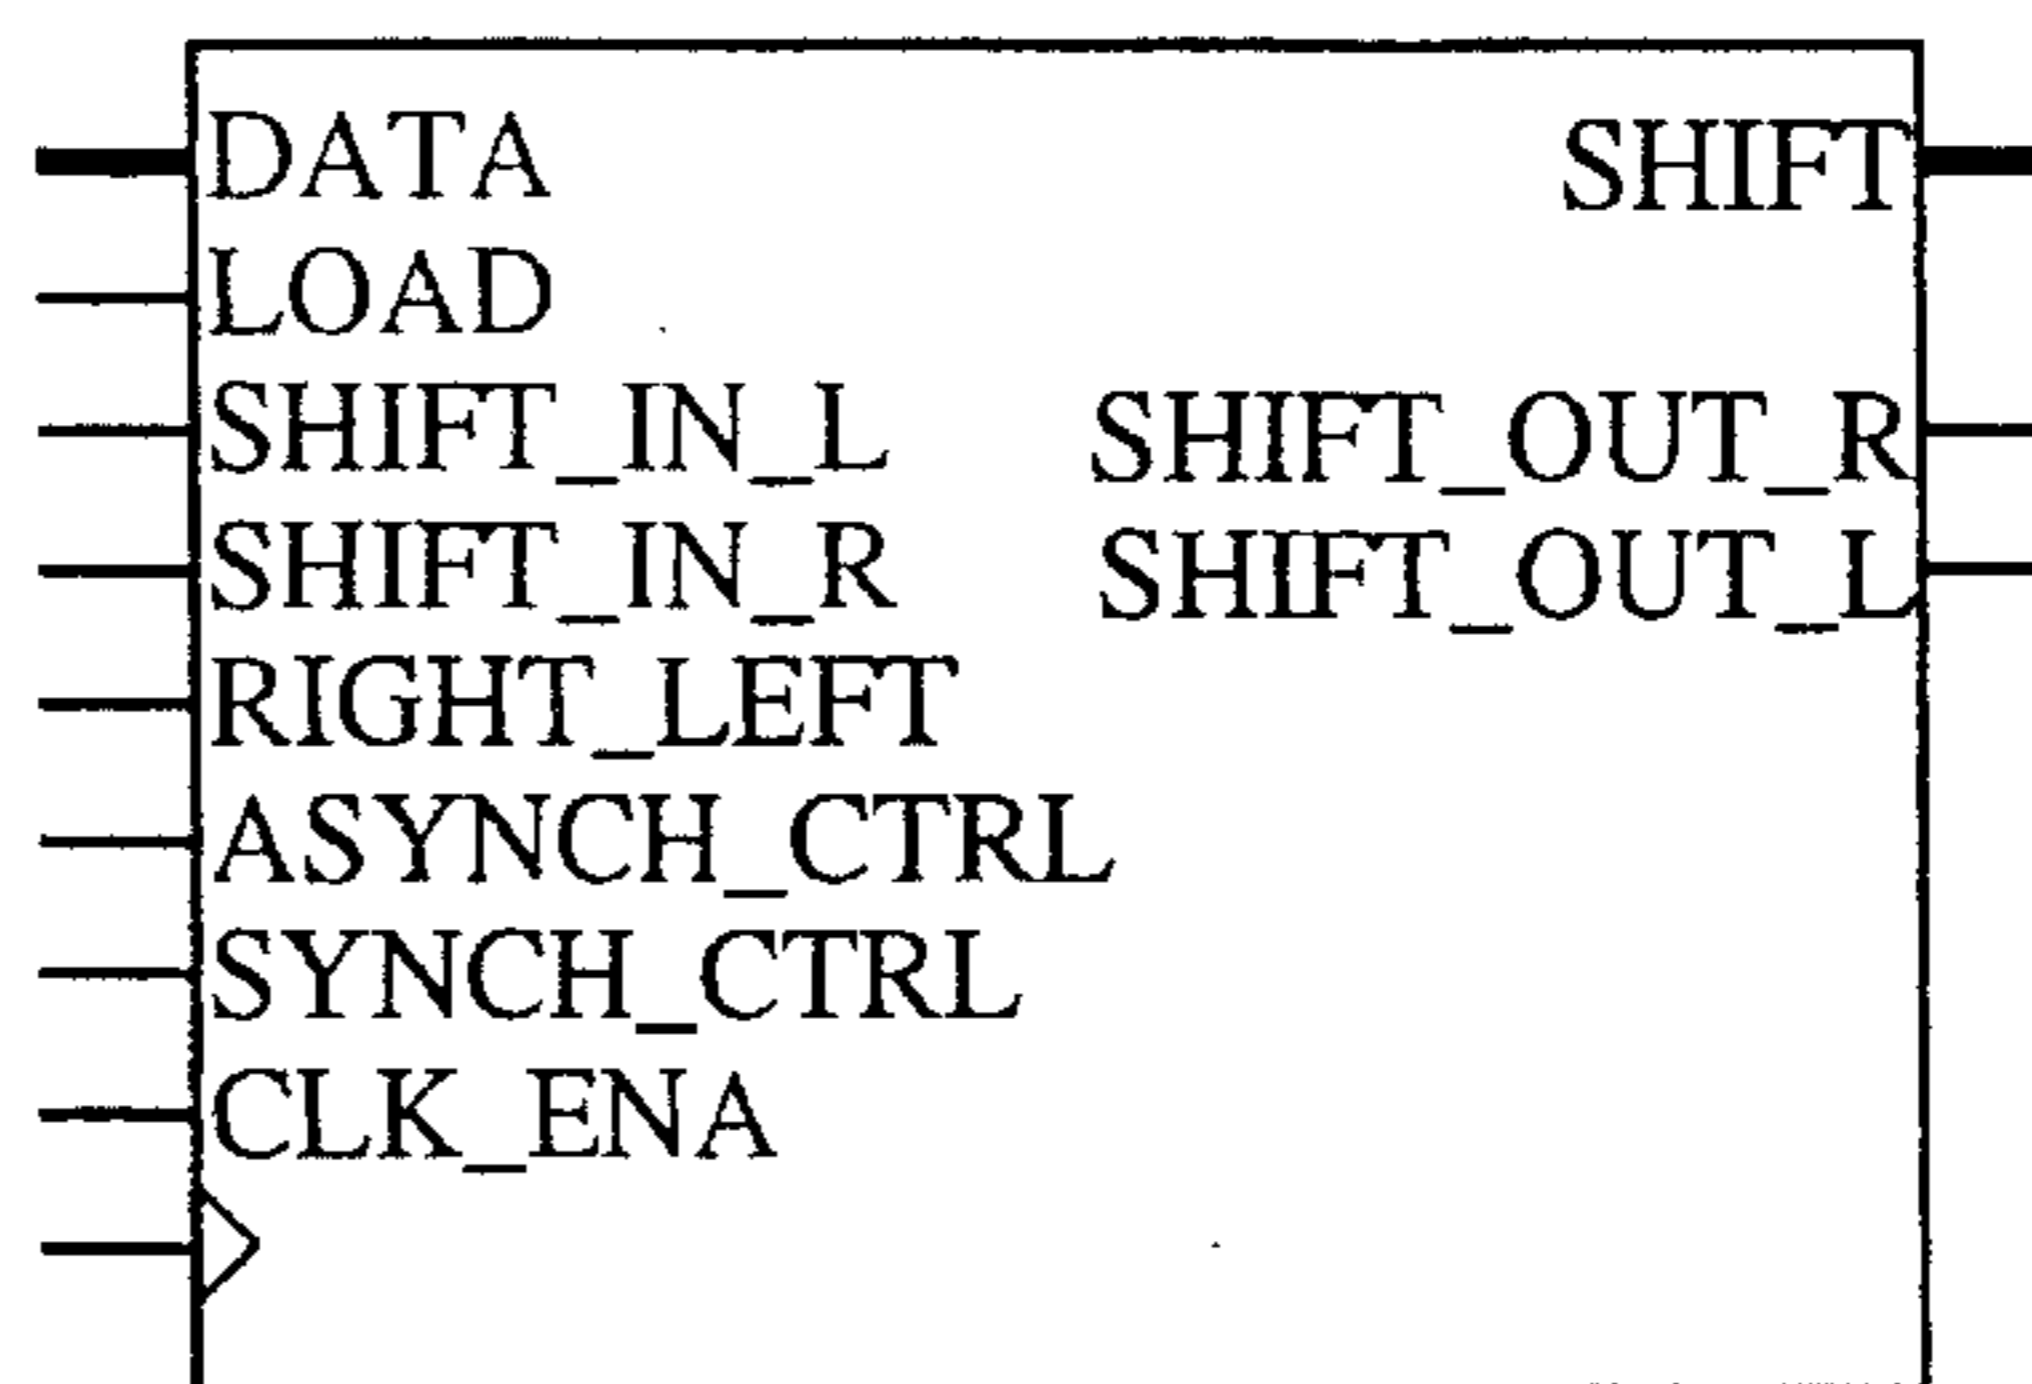 DATA
SHIFT
LOAD
SHIFT_IN_L
SHIFT_OUT_R
SHIFT_IN_R
SHIFT_OUT_L
RIGHT_LEFT
ASYNCH_CTRL
SYNCH_CTRL
CLK_ENA